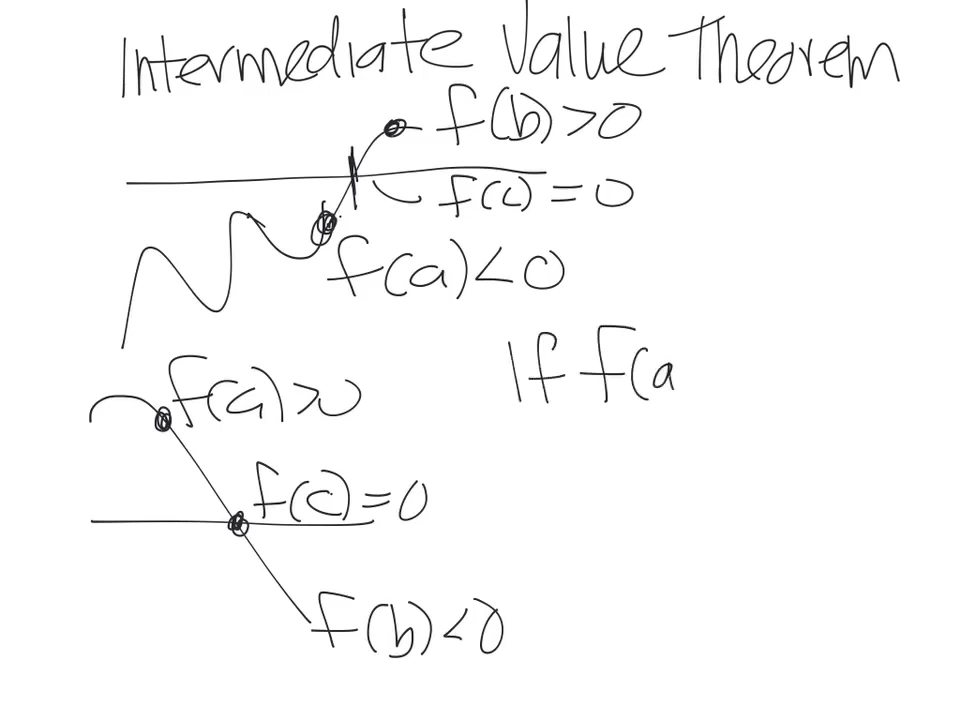 Intermediate Value Theorem
f(b)>0
f(c)=0
f(a)<0
If f(a
f(a)>0
f(c)=0
f(b)<0